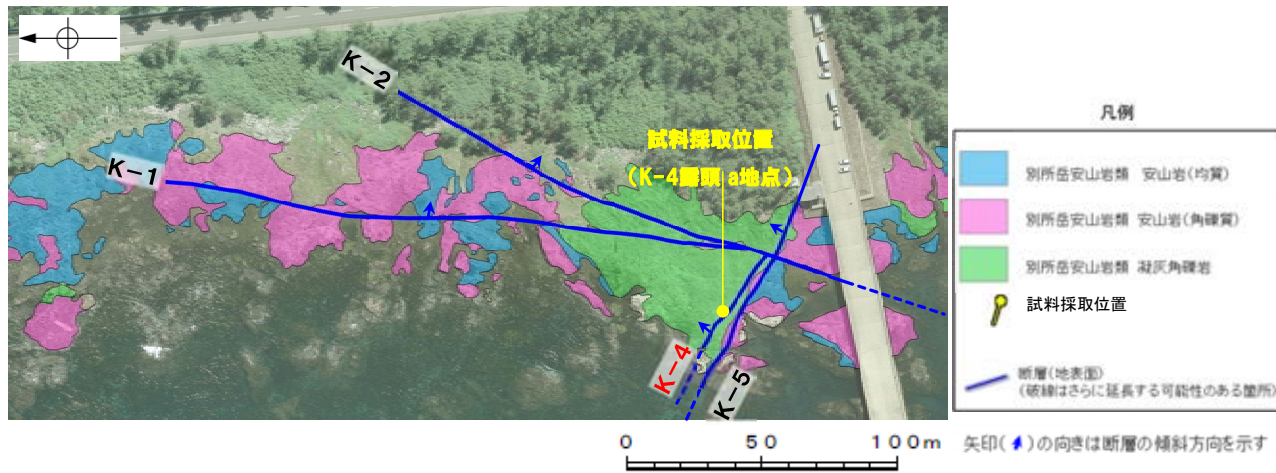 K-2
K-1
試料採取位置
(K-4露頭 a地点)
K-4
K-5
凡例
別所岳安山岩類 安山岩(均質)
別所岳安山岩類 安山岩(角礫質)
別所岳安山岩類 凝灰角礫岩
試料採取位置
断層(地表面)
(破線はさらに延長する可能性のある箇所)
0 50 100m
矢印( )の向きは断層の傾斜方向を示す